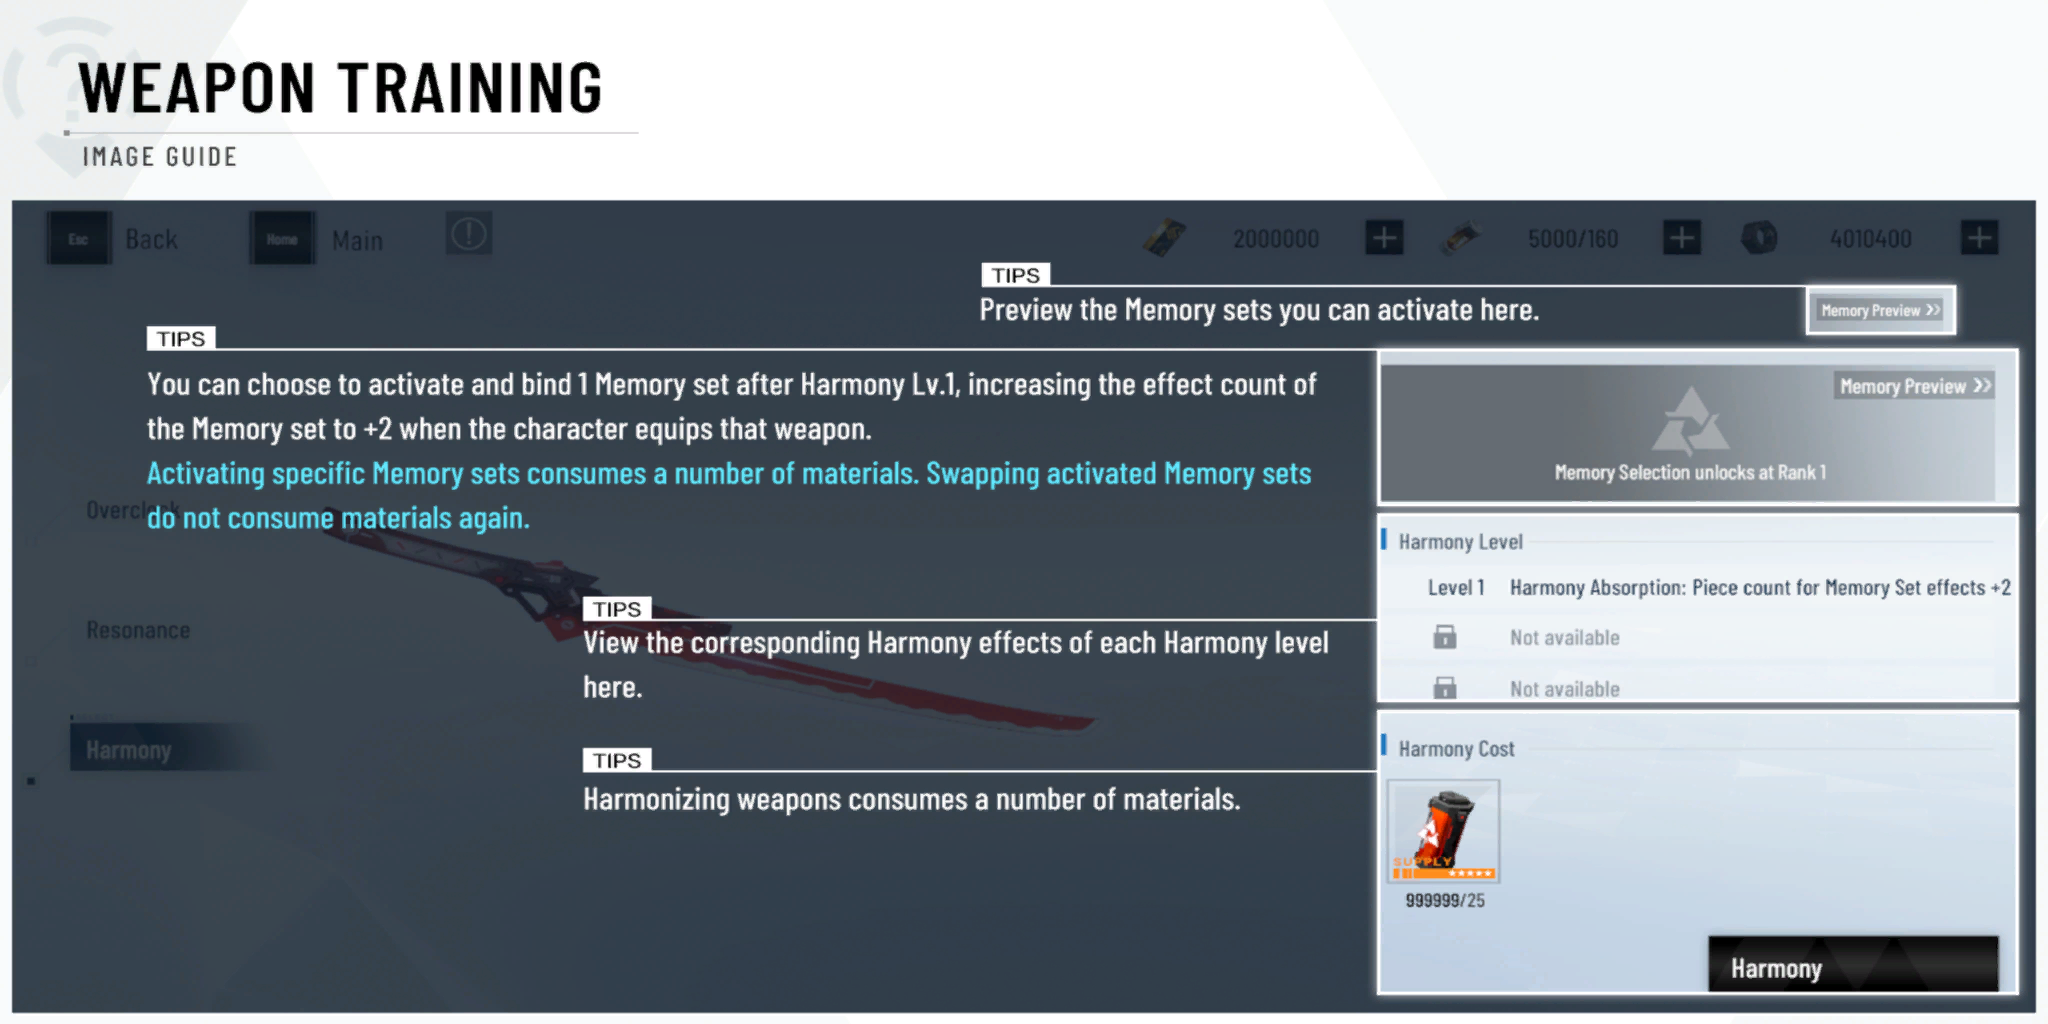 WEAPON TRAINING
IMAGE GUIDE
Esc Back Home Main 2000000 5000/160 4010400
TIPS
Preview the Memory sets you can activate here.
Memory Preview >>
TIPS
You can choose to activate and bind 1 Memory set after Harmony Lv.1, increasing the effect count of
the Memory set to +2 when the character equips that weapon.
Activating specific Memory sets consumes a number of materials. Swapping activated Memory sets
do not consume materials again.
Memory Preview >>
Memory Selection unlocks at Rank 1
Overclock
Resonance
Harmony
Harmony Level
Level 1 Harmony Absorption: Piece count for Memory Set effects +2
Not available
Not available
TIPS
View the corresponding Harmony effects of each Harmony level
here.
TIPS
Harmonizing weapons consumes a number of materials.
Harmony Cost
SUPPLY
999999/25
Harmony